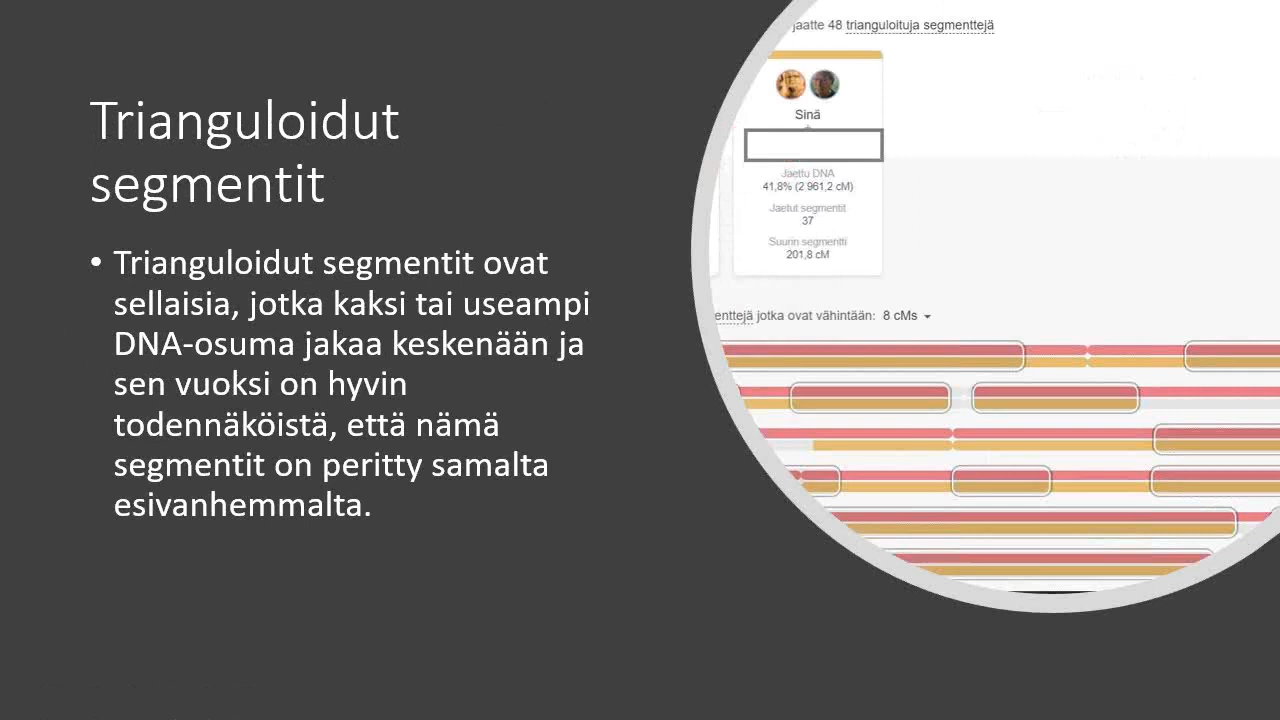 Trianguloidut
segmentit
• Trianguloidut segmentit ovat
sellaisia, jotka kaksi tai useampi
DNA-osuma jakaa keskenään ja
sen vuoksi on hyvin
todennäköistä, että nämä
segmentit on peritty samalta
esivanhemmalta.
jaatte 48 trianguloituja segmenttejä
Sinä
Jaettu DNA
41,8% (2 961,2 cM)
Jaetut segmentit
37
Suurin segmentti
201,8 cM
enttejä jotka ovat vähintään: 8 cMs